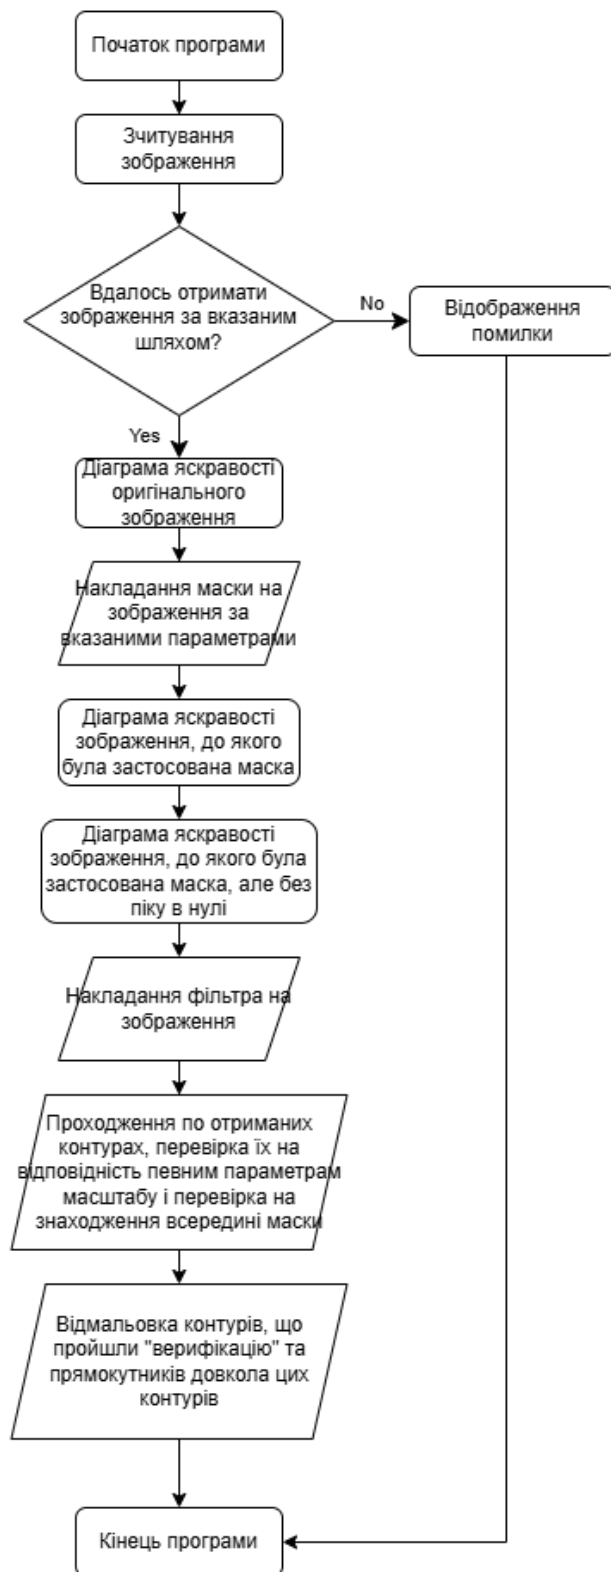 Початок програми
Зчитування
зображення
Вдалось отримати
зображення за вказаним
шляхом?
No
Відображення
помилки
Yes
Діаграма яскравості
оригінального
зображення
Накладання маски на
зображення за
вказаними параметрами
Діаграма яскравості
зображення, до якого
була застосована маска
Діаграма яскравості
зображення, до якого була
застосована маска, але без
піку в нулі
Накладання фільтра на
зображення
Проходження по отриманих
контурах, перевірка їх на
відповідність певним параметрам
масштабу і перевірка на
знаходження всередині маски
Відмальовка контурів, що
пройшли "верифікацію" та
прямокутників довкола цих
контурів
Кінець програми